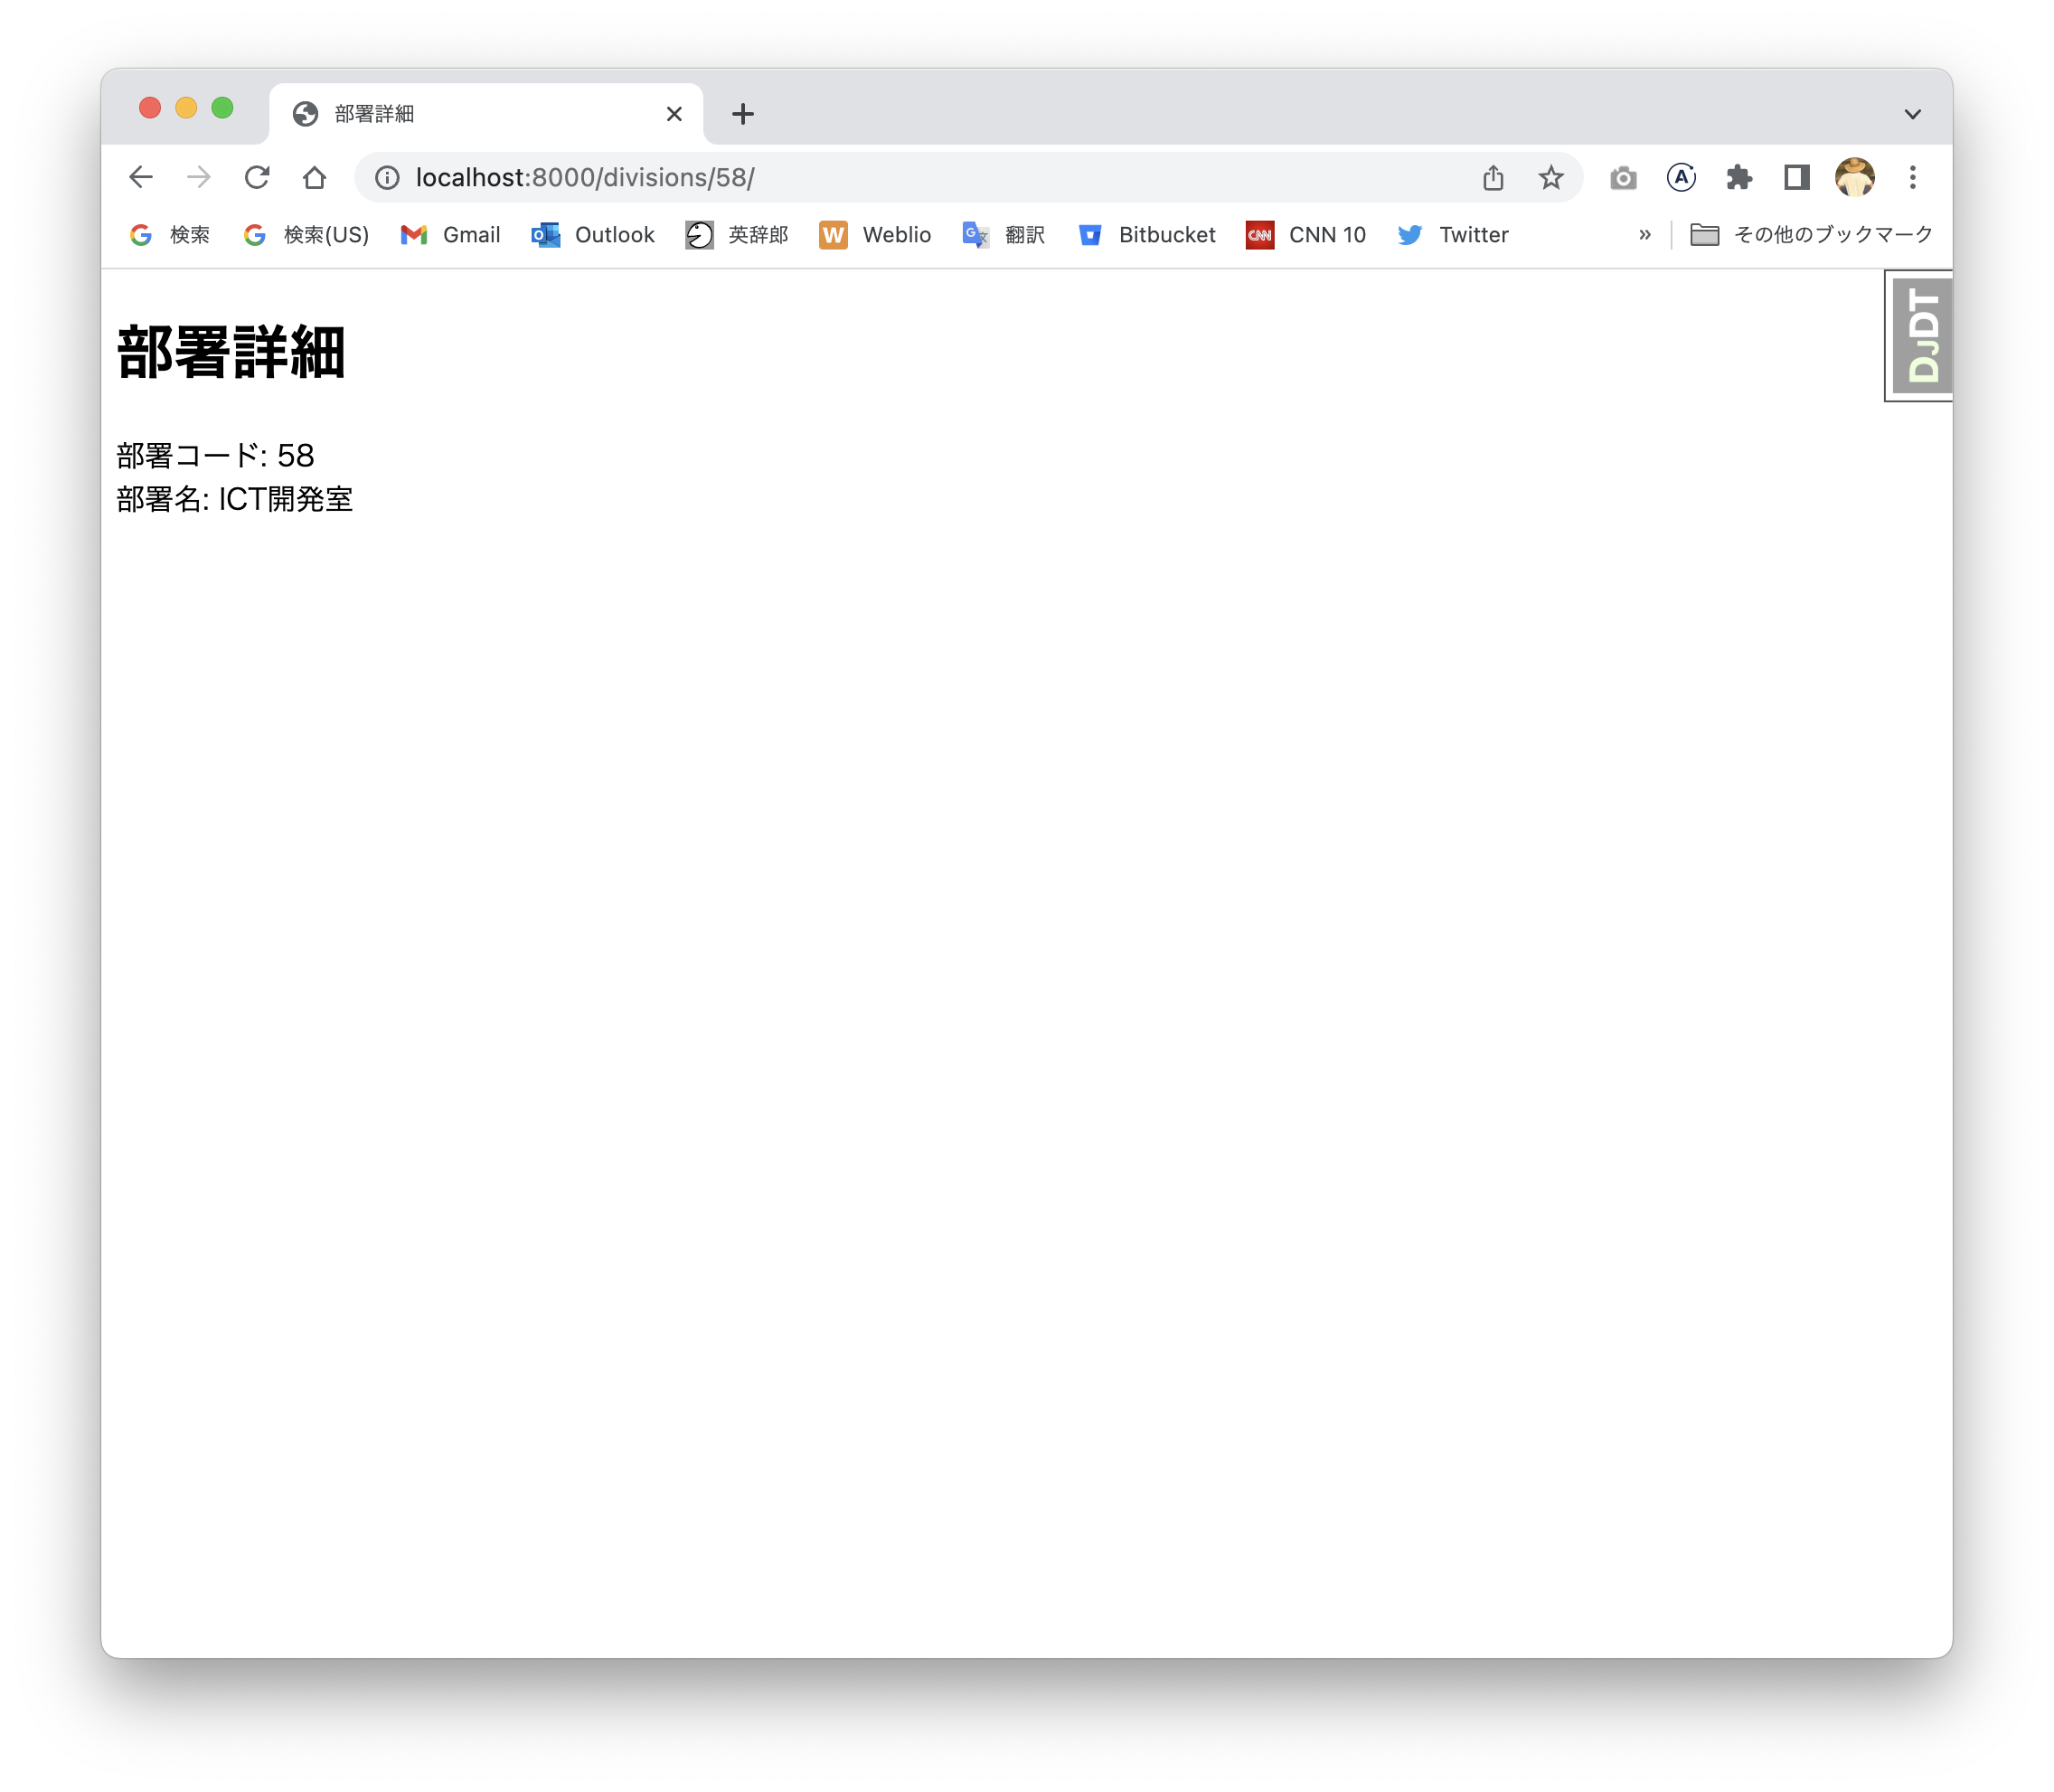 部署詳細
localhost:8000/divisions/58/
検索 検索(US) Gmail Outlook 英辞郎 W Weblio 翻訳 Bitbucket CNN CNN 10 Twitter » その他のブックマーク
DJDT
部署詳細
部署コード: 58
部署名: ICT開発室